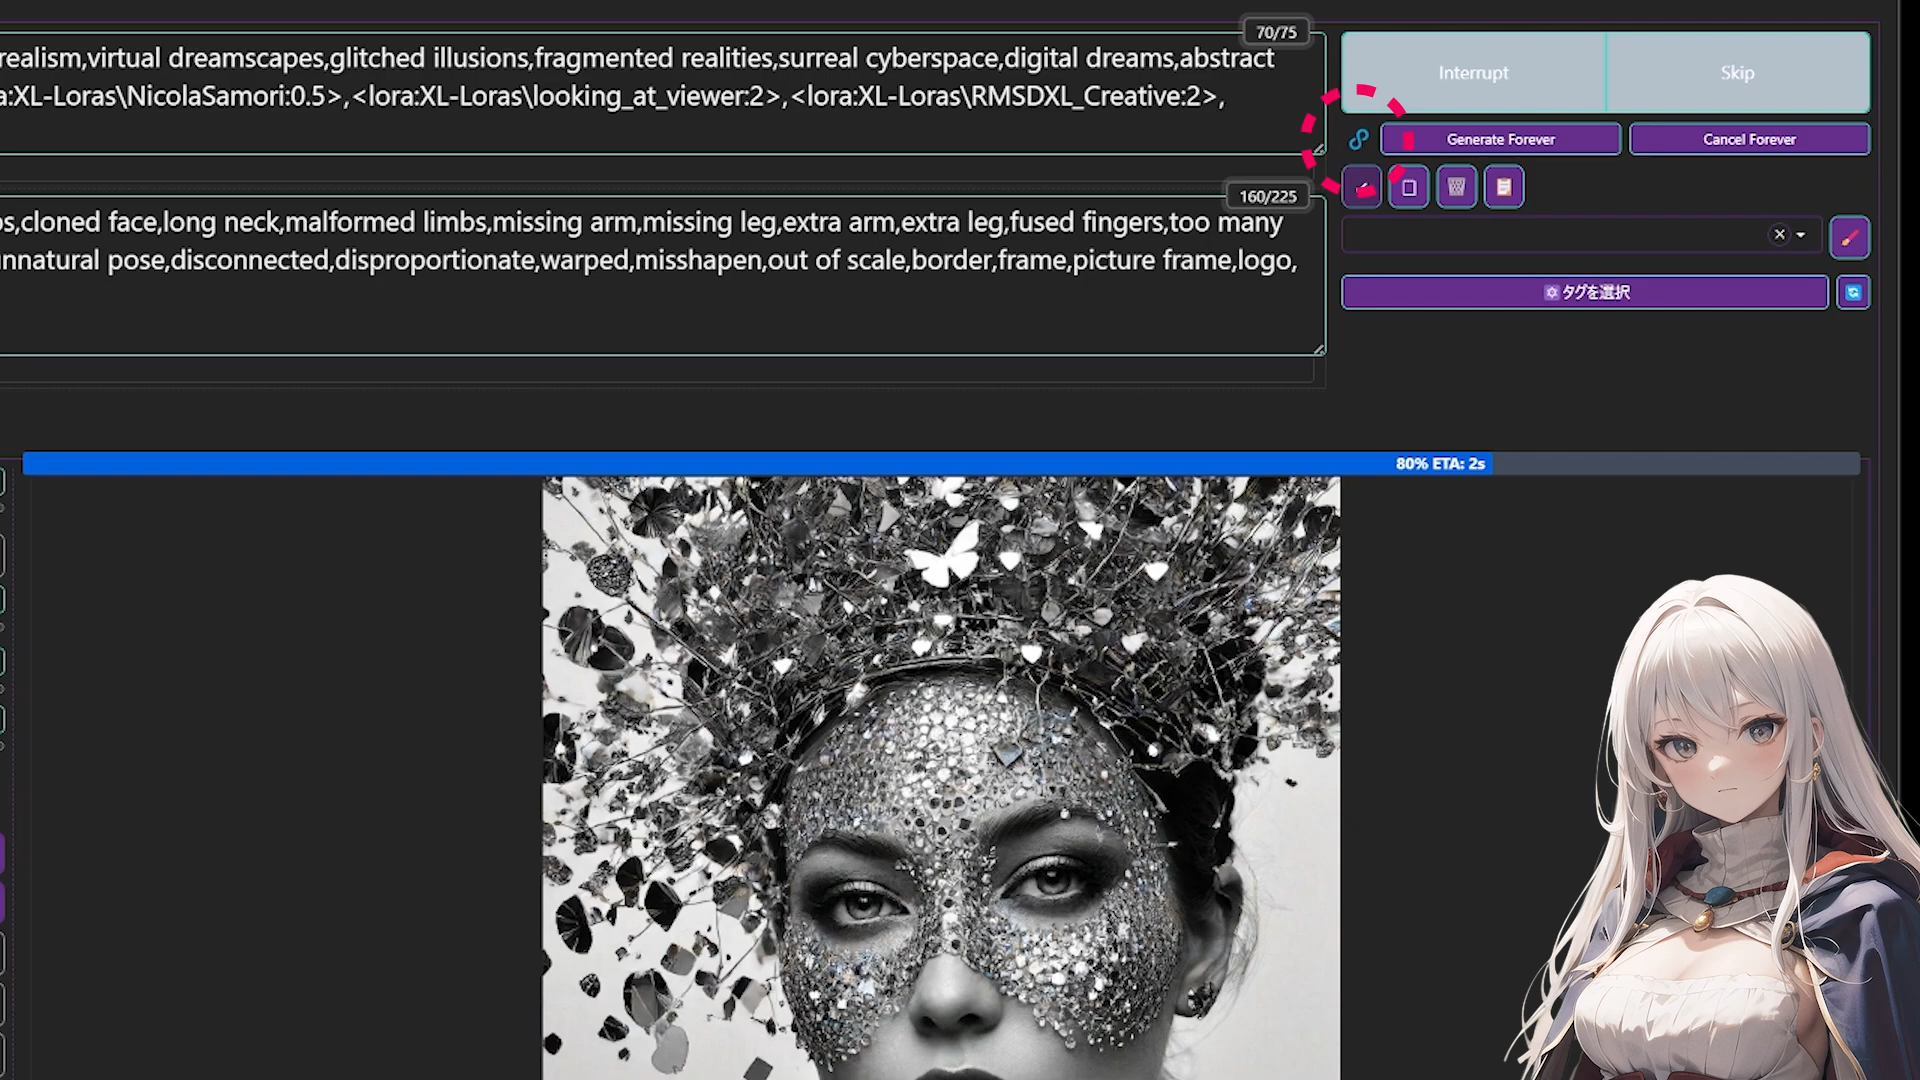 70/75
realism,virtual dreamscapes,glitched illusions,fragmented realities,surreal cyberspace,digital dreams,abstract
a:XL-Loras\NicolaSamori:0.5>,<lora:XL-Loras\looking_at_viewer:2>,<lora:XL-Loras\RMSDXL_Creative:2>,
Interrupt
Skip
Generate Forever
Cancel Forever
160/225
s,cloned face,long neck,malformed limbs,missing arm,missing leg,extra arm,extra leg,fused fingers,too many
nnatural pose,disconnected,disproportionate,warped,misshapen,out of scale,border,frame,picture frame,logo,
タグを選択
80% ETA: 2s